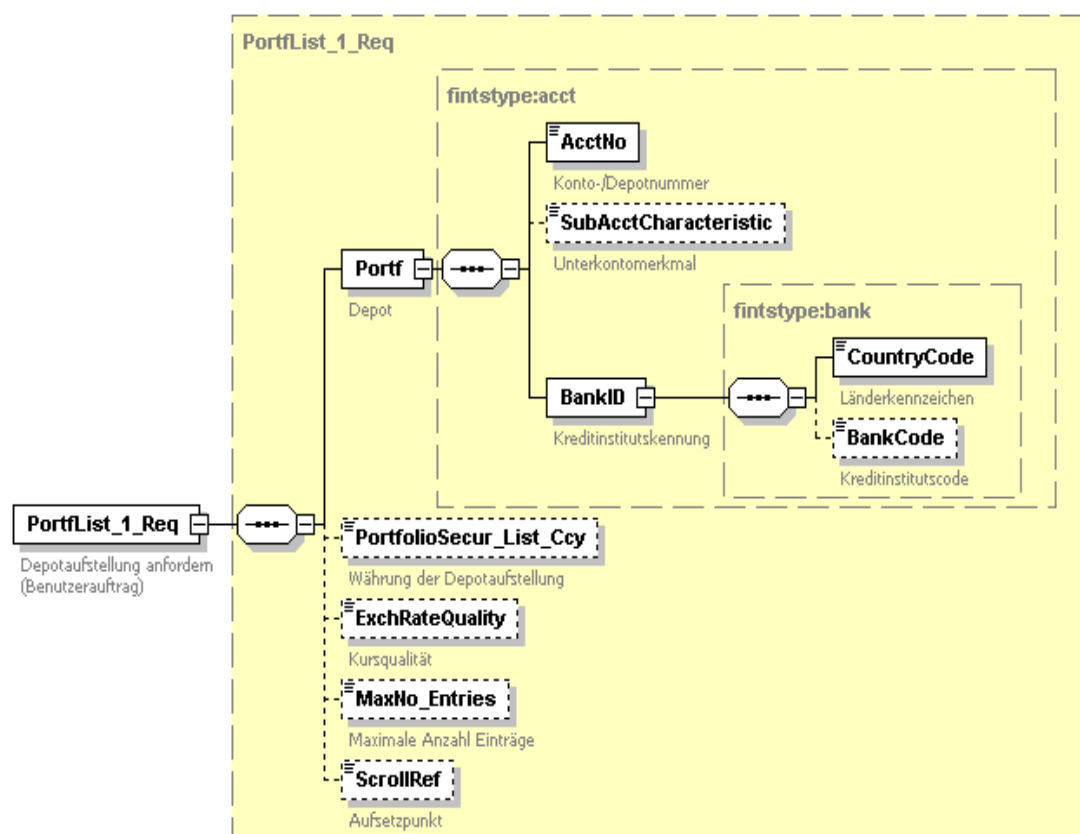 PortfList_1_Req
fintstype:acct
AcctNo
Konto-/Depotnummer
SubAcctCharacteristic
Unterkontomerkmal
Portf
Depot
fintstype:bank
CountryCode
Länderkennzeichen
BankID
Kreditinstitutskennung
BankCode
Kreditinstitutscode
PortfList_1_Req
Depotaufstellung anfordern
(Benutzerauftrag)
PortfolioSecur_List_Ccy
Währung der Depotaufstellung
ExchRateQuality
Kursqualität
MaxNo_Entries
Maximale Anzahl Einträge
ScrollRef
Aufsetzpunkt